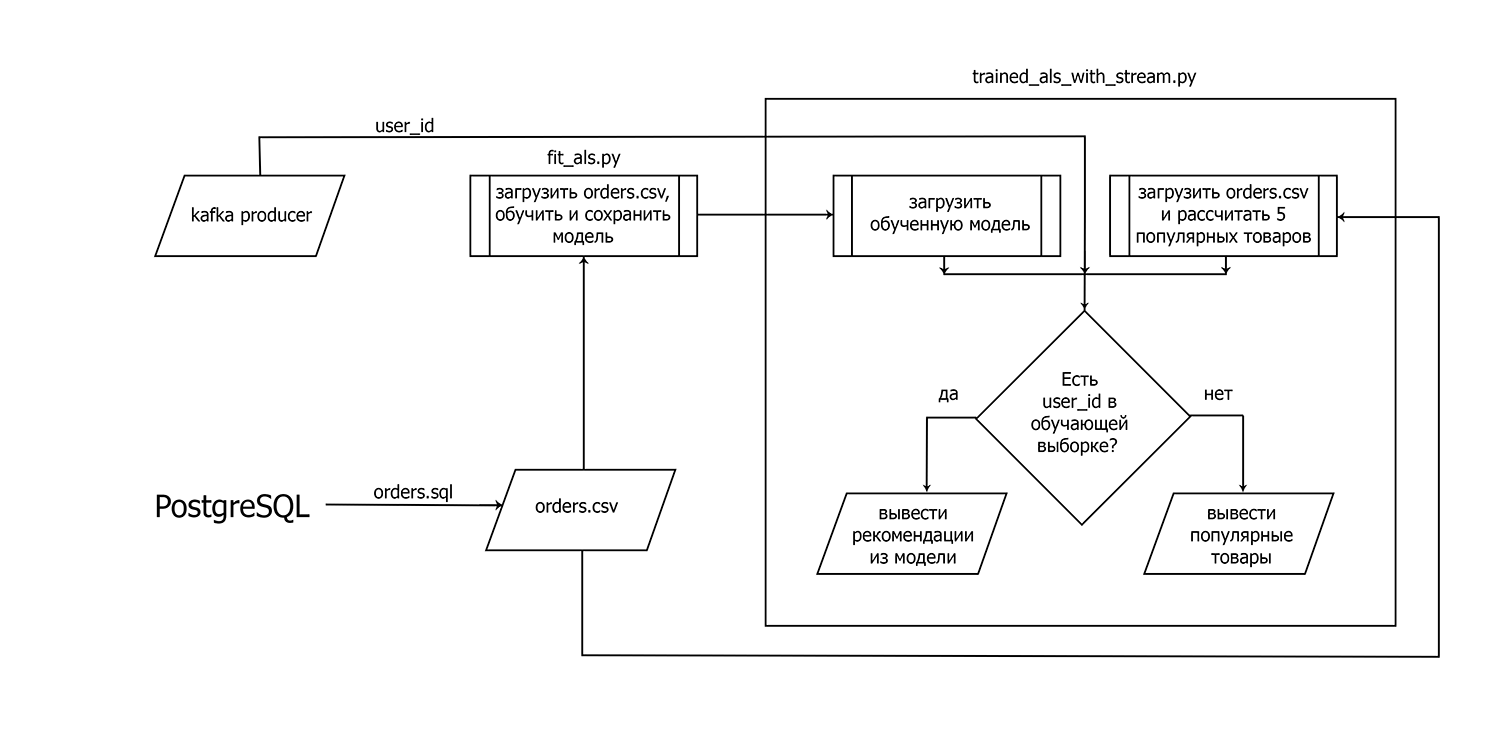 trained_als_with_stream.py
user_id
fit_als.py
kafka producer
загрузить orders.csv,
обучить и сохранить
модель
загрузить
обученную модель
загрузить orders.csv
и рассчитать 5
популярных товаров
Есть
user_id в
обучающей
выборке?
да
нет
PostgreSQL
orders.sql
orders.csv
вывести
рекомендации
из модели
вывести
популярные
товары